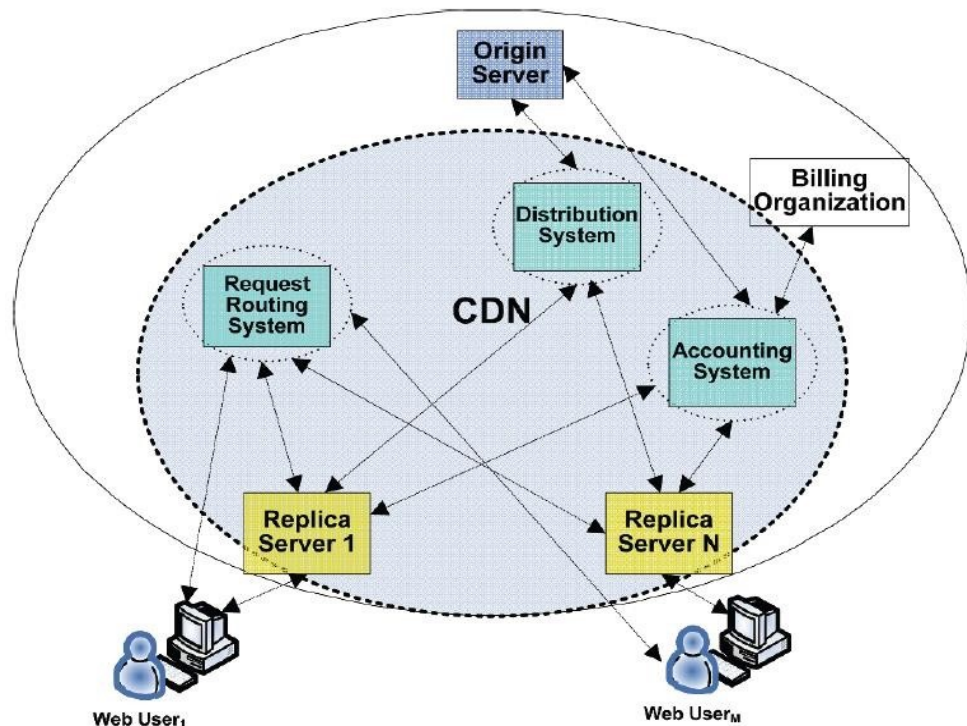 Origin
Server
Billing
Organization
Distribution
System
Request
Routing
System
CDN
Accounting
System
Replica
Server 1
Replica
Server N
Web User₁
Web Userₘ